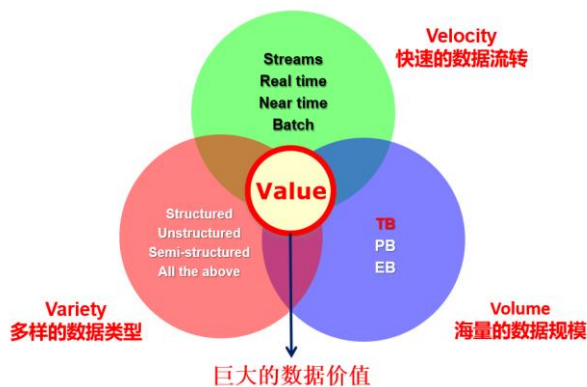 Velocity
快速的数据流转
Streams
Real time
Near time
Batch
Value
Structured
Unstructured
Semi-structured
All the above
TB
PB
EB
Variety
多样的数据类型
Volume
海量的数据规模
巨大的数据价值